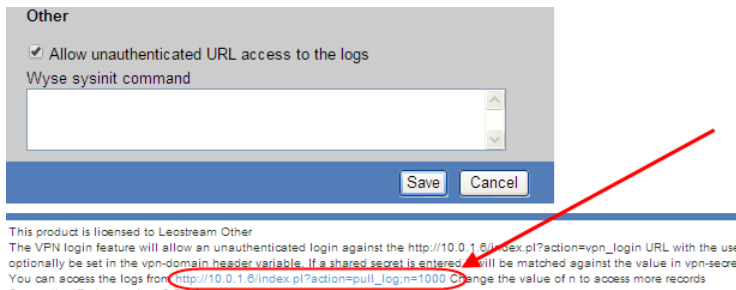 Other
Allow unauthenticated URL access to the logs
Wyse sysinit command
Save Cancel
This product is licensed to Leostream Other
The VPN login feature will allow an unauthenticated login against the http://10.0.1.6/index.pl?action=vpn_login URL with the use
optionally be set in the vpn-domain header variable. If a shared secret is entered, will be matched against the value in vpn-secre
You can access the logs from http://10.0.1.6/index.pl?action=pull_log;n=1000 Change the value of n to access more records